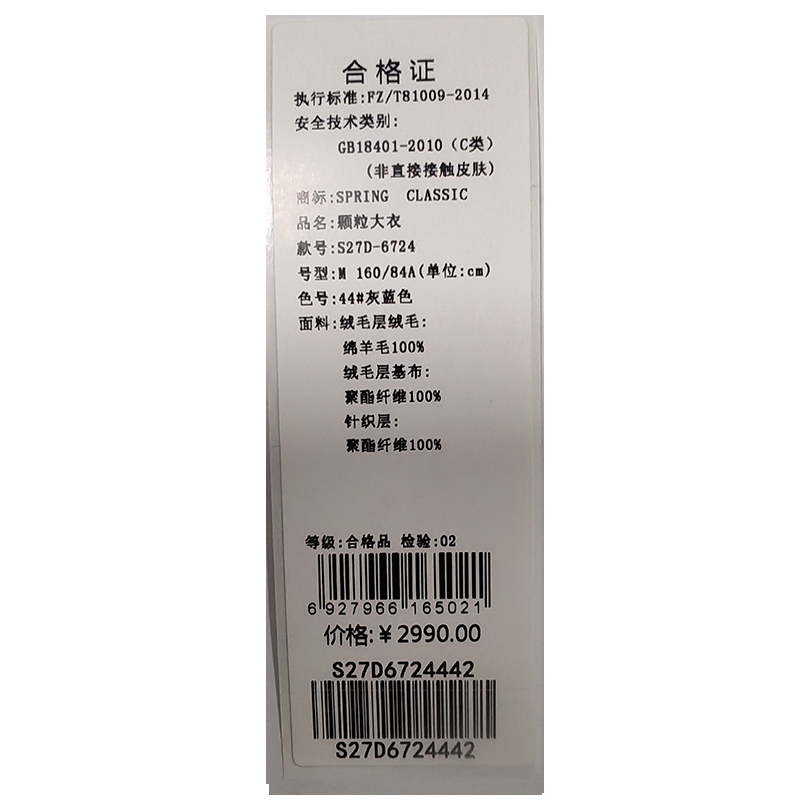 合格证
执行标准:FZ/T81009-2014
安全技术类别:
GB18401-2010（C类）
(非直接接触皮肤)
商标:SPRING CLASSIC
品名:颗粒大衣
款号:S27D-6724
号型:M 160/84A(单位:cm)
色号:44#灰蓝色
面料:绒毛层绒毛:
绵羊毛100%
绒毛层基布:
聚酯纤维100%
针织层:
聚酯纤维100%
等级:合格品 检验:02
6 927966 165021
价格:¥2990.00
S27D6724442
S27D6724442